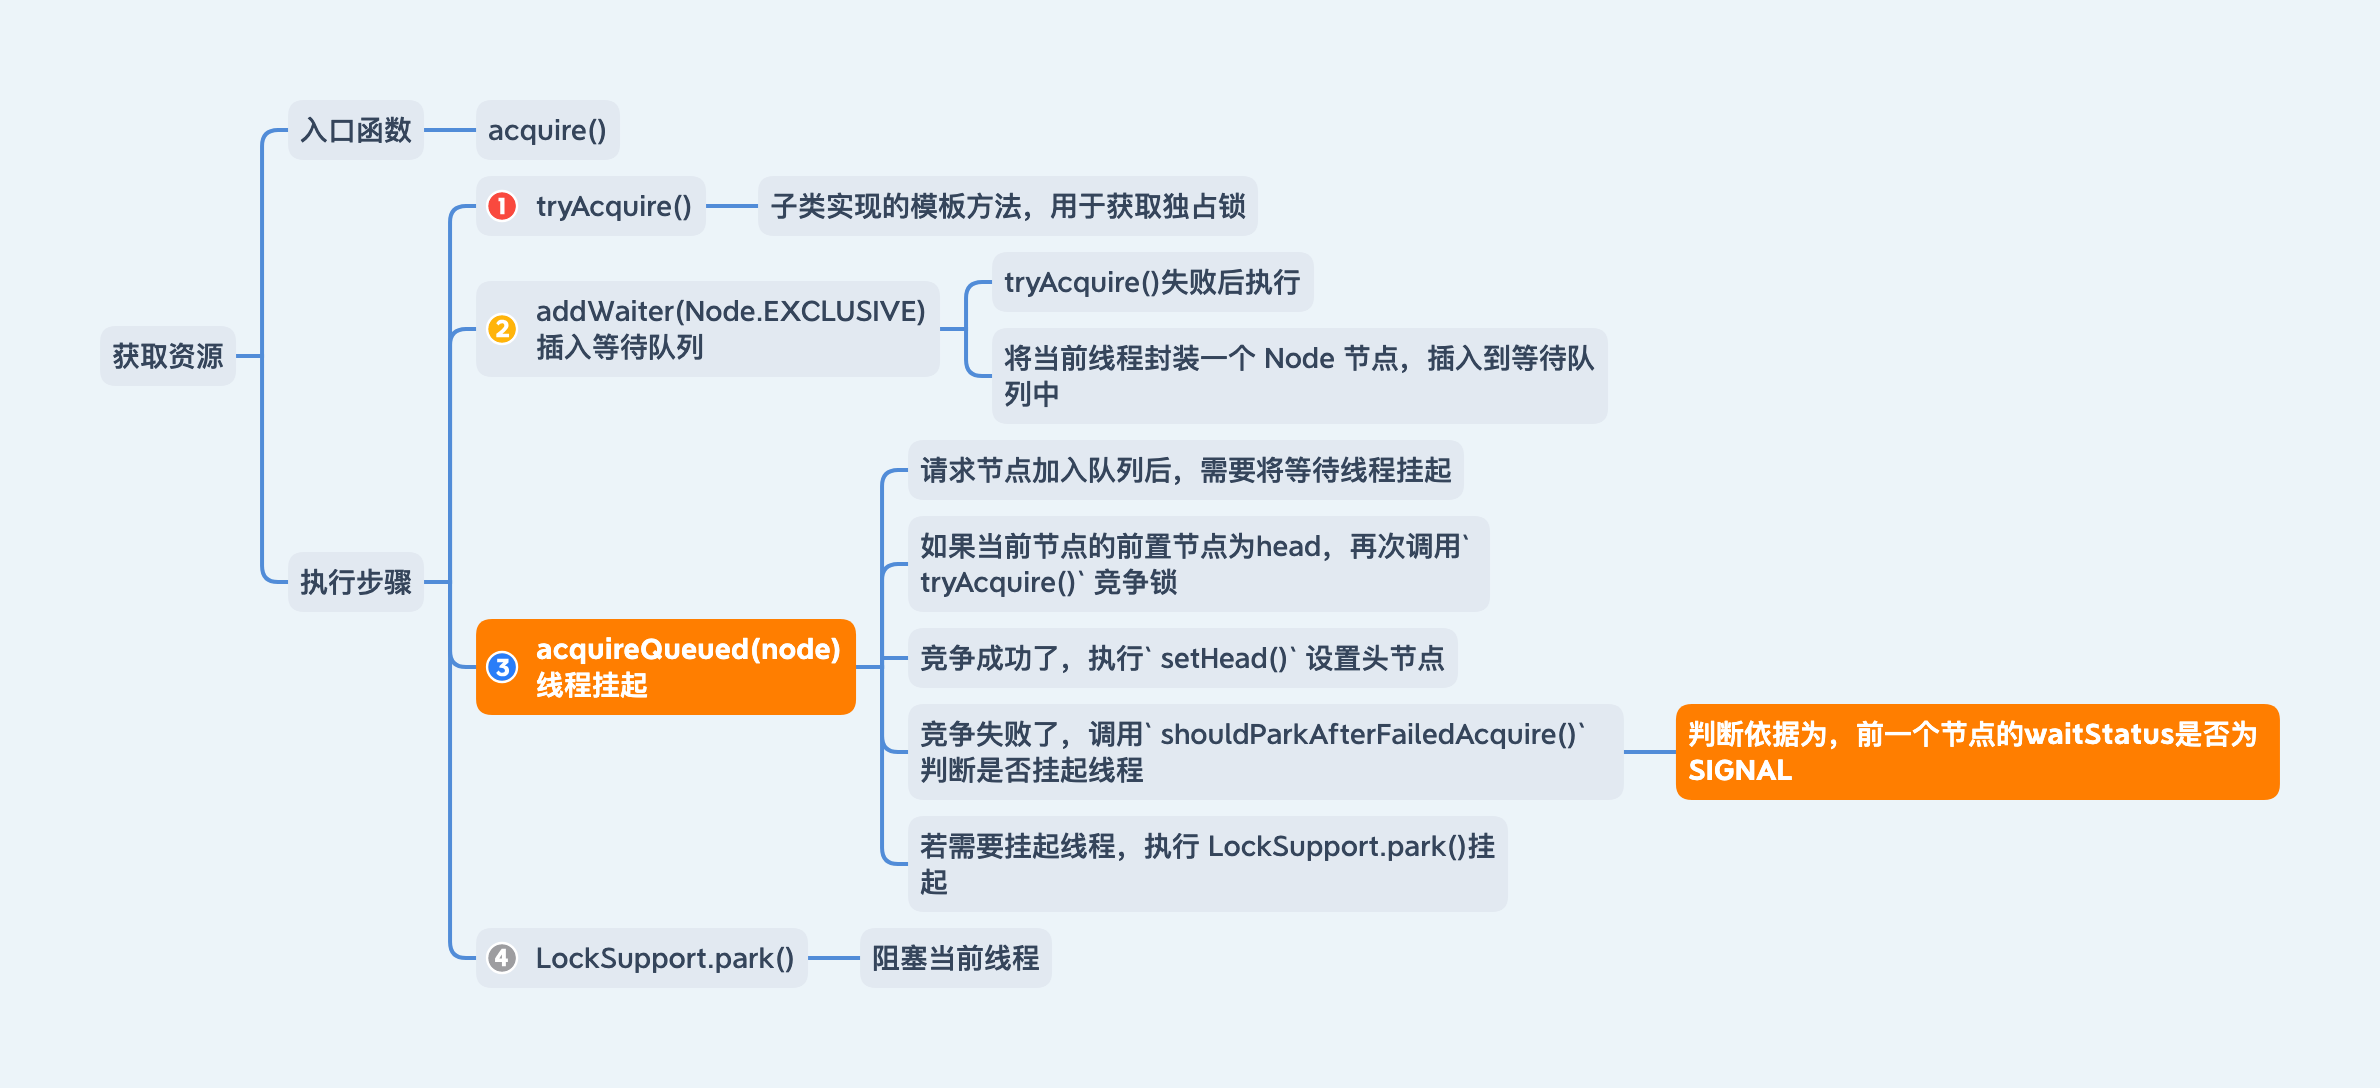 获取资源
入口函数
acquire()
执行步骤
1 tryAcquire()
子类实现的模板方法，用于获取独占锁
2 addWaiter(Node.EXCLUSIVE)
插入等待队列
tryAcquire()失败后执行
将当前线程封装一个 Node 节点，插入到等待队
列中
3 acquireQueued(node)
线程挂起
请求节点加入队列后，需要将等待线程挂起
如果当前节点的前置节点为head，再次调用`
tryAcquire()` 竞争锁
竞争成功了，执行` setHead()` 设置头节点
竞争失败了，调用` shouldParkAfterFailedAcquire()`
判断是否挂起线程
判断依据为，前一个节点的waitStatus是否为
SIGNAL
若需要挂起线程，执行 LockSupport.park()挂
起
4 LockSupport.park()
阻塞当前线程